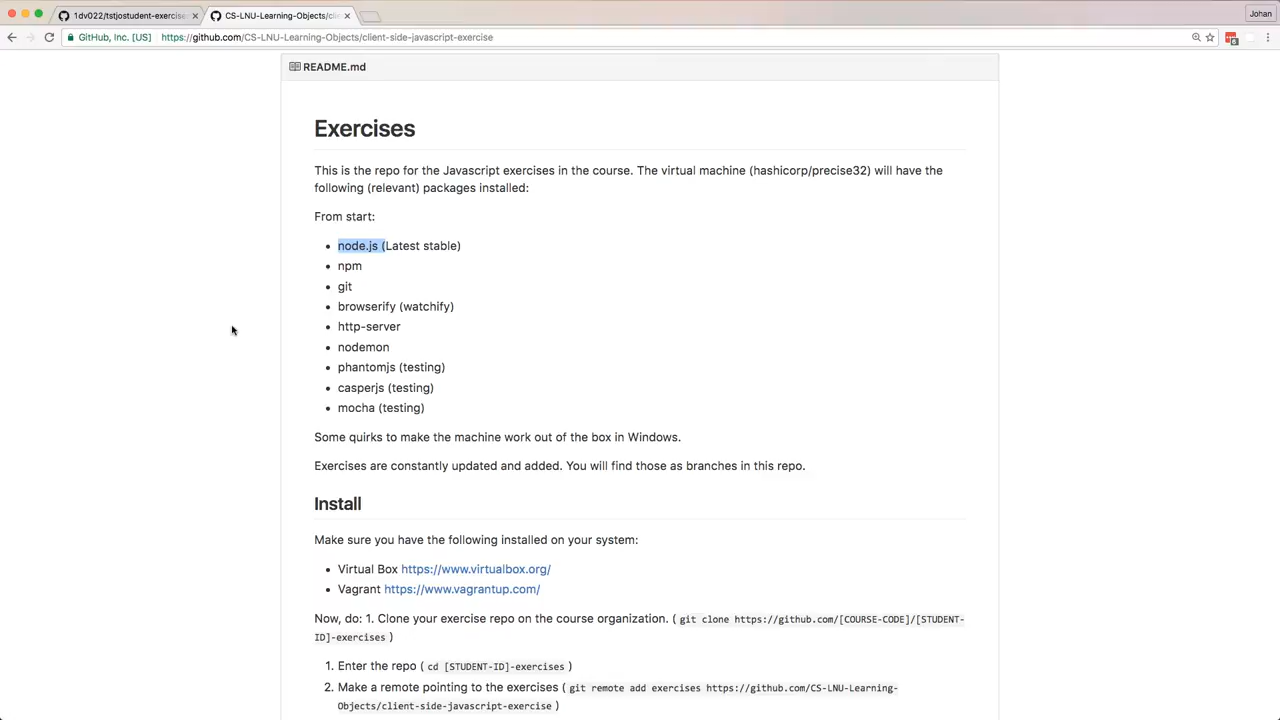 1dv022/tstjostudent-exercise
CS-LNU-Learning-Objects/cli
Johan
GitHub, Inc. [US]
https://github.com/CS-LNU-Learning-Objects/client-side-javascript-exercise
README.md
Exercises
This is the repo for the Javascript exercises in the course. The virtual machine (hashicorp/precise32) will have the
following (relevant) packages installed:
From start:
• node.js (Latest stable)
• npm
• git
• browserify (watchify)
• http-server
• nodemon
• phantomjs (testing)
• casperjs (testing)
• mocha (testing)
Some quirks to make the machine work out of the box in Windows.
Exercises are constantly updated and added. You will find those as branches in this repo.
Install
Make sure you have the following installed on your system:
• Virtual Box https://www.virtualbox.org/
• Vagrant https://www.vagrantup.com/
Now, do: 1. Clone your exercise repo on the course organization. ( git clone https://github.com/[COURSE-CODE]/[STUDENT-
ID]-exercises )
1. Enter the repo ( cd [STUDENT-ID]-exercises )
2. Make a remote pointing to the exercises ( git remote add exercises https://github.com/CS-LNU-Learning-
Objects/client-side-javascript-exercise )